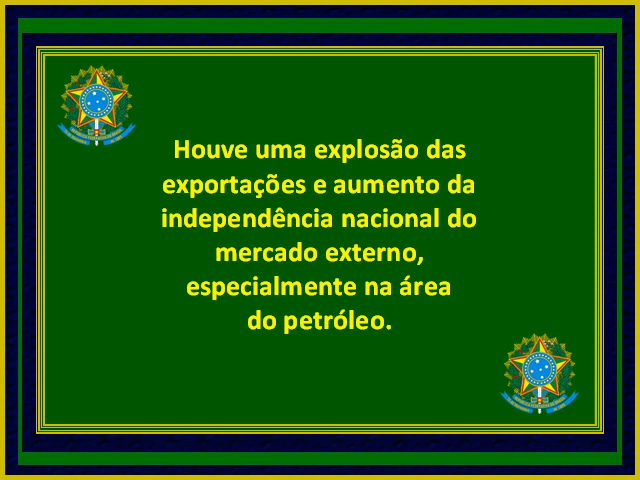 Houve uma explosão das
exportações e aumento da
independência nacional do
mercado externo,
especialmente na área
do petróleo.